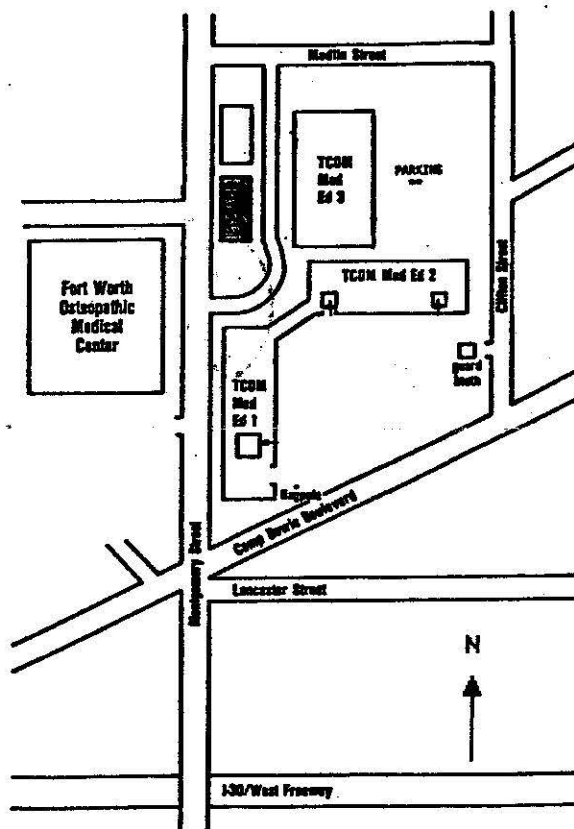 Modlin Street
TCOM
Med
Ed 3
PARKING
Fort Worth
Osteopathic
Medical
Center
TCOM Med Ed 2
Clifton Street
guard
booth
TCOM
Med
Ed 1
Camp Bowie Boulevard
Montgomery Street
Lancaster Street
N
I-30/West Freeway